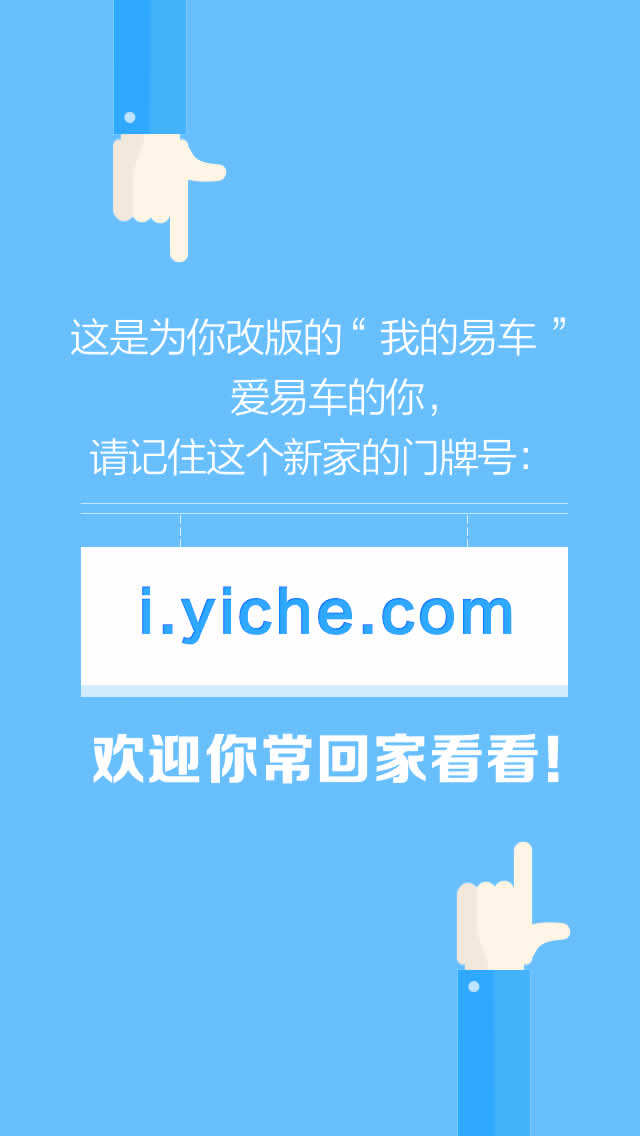 这是为你改版的“我的易车”
爱易车的你，
请记住这个新家的门牌号：
i.yiche.com
欢迎你常回家看看！